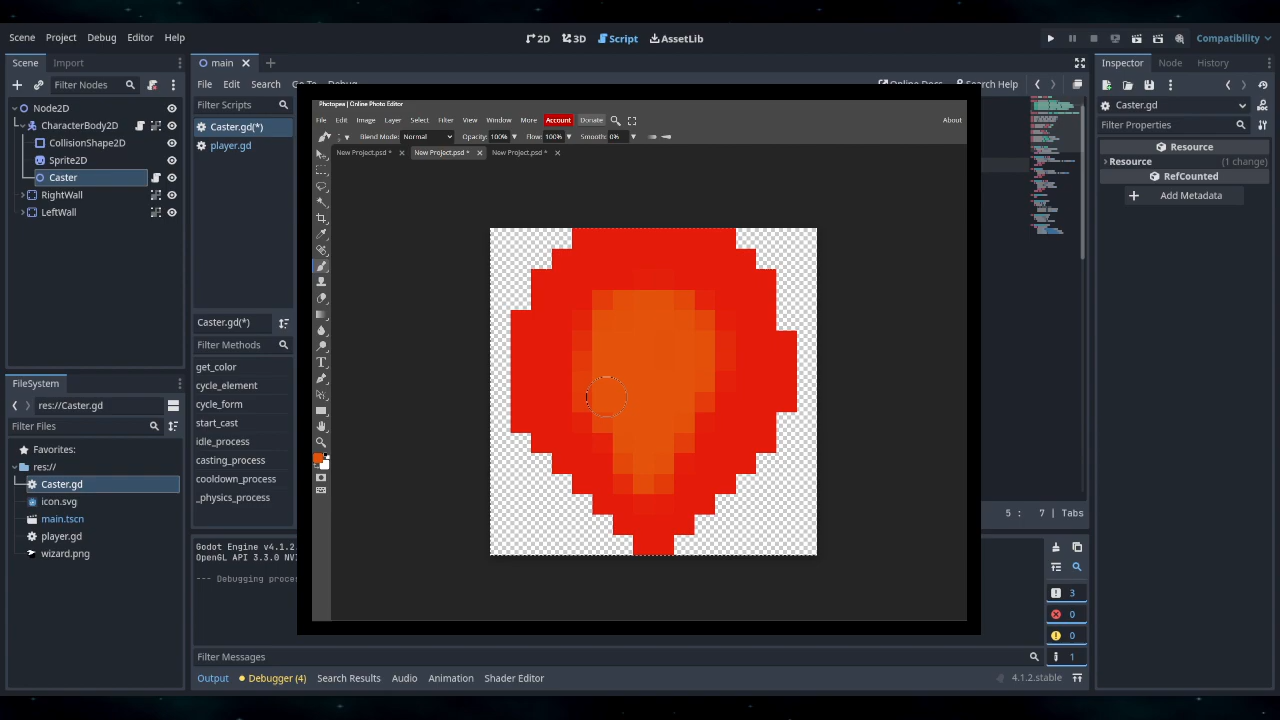 Scene Project Debug Editor Help
2D 3D Script AssetLib
Compatibility
Scene Import
main
Inspector Node History
Filter Nodes
File Edit Search Go To Debug
Online Docs Search Help
Node2D
CharacterBody2D
CollisionShape2D
Sprite2D
Caster
RightWall
LeftWall
Filter Scripts
Caster.gd(*)
player.gd
Caster.gd(*)
Filter Methods
get_color
cycle_element
cycle_form
start_cast
idle_process
casting_process
cooldown_process
_physics_process
Photopea | Online Photo Editor
File Edit Image Layer Select Filter View Window More Account Donate
About
Blend Mode: Normal Opacity: 100% Flow: 100% Smooth: 0%
New Project.psd * New Project.psd * New Project.psd *
Caster.gd
Filter Properties
Resource
Resource (1 change)
RefCounted
Add Metadata
FileSystem
res://Caster.gd
Filter Files
Favorites:
res://
Caster.gd
icon.svg
main.tscn
player.gd
wizard.png
5 : 7 | Tabs
Godot Engine v4.1.2.
OpenGL API 3.3.0 NVI
--- Debugging proces
3
0
0
1
Filter Messages
Output Debugger (4) Search Results Audio Animation Shader Editor
4.1.2.stable